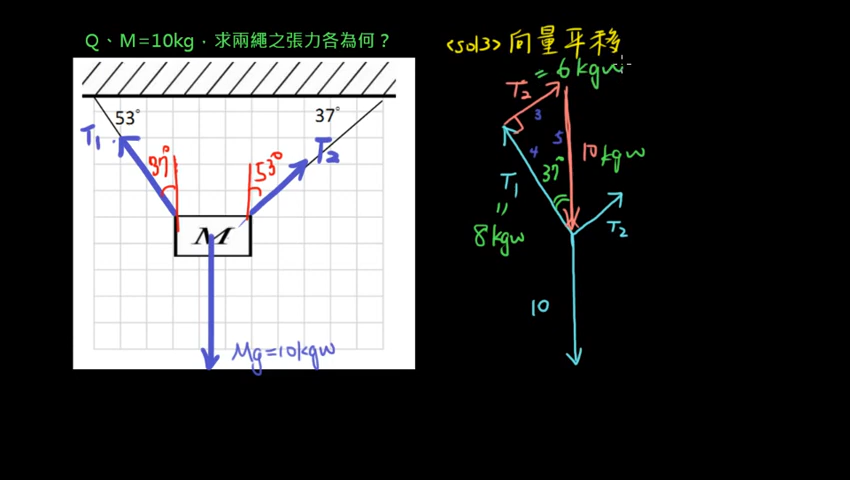 Q、M=10kg，求兩繩之張力各為何？
<sol3>向量平移
53°
37°
T₁
37°
53°
T₂
M
Mg=10kgw
T₂ = 6kgw
3
5
4
37°
10kgw
T₁
=
8kgw
T₂
10